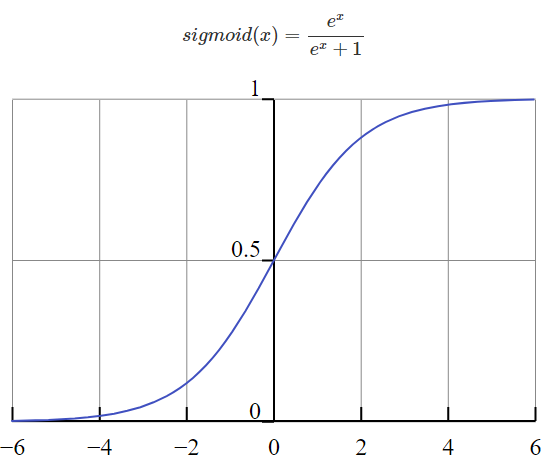 sigmoid(x) = e^x / (e^x + 1)
1
0.5
0
−6 −4 −2 0 2 4 6